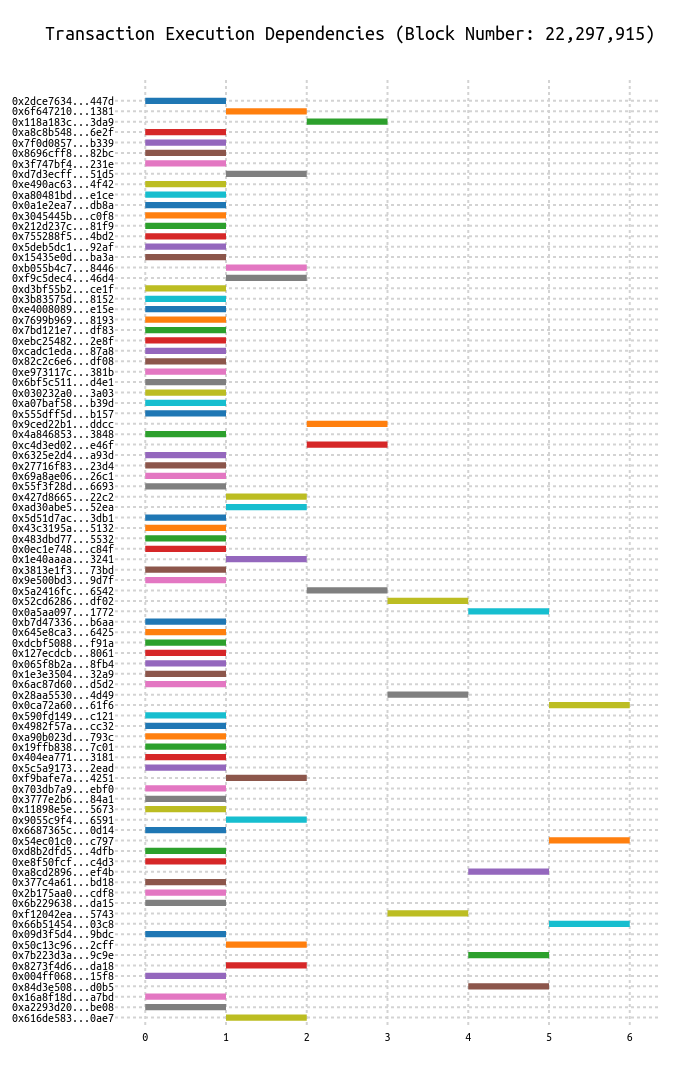 Transaction Execution Dependencies (Block Number: 22,297,915)
0x2dce7634...447d
0x6f647210...1381
0x118a183c...3da9
0xa8c8b548...6e2f
0x7f0d0857...b339
0x8696cff8...82bc
0x3f747bf4...231e
0xd7d3ecff...51d5
0xe490ac63...4f42
0xa80481bd...e1ce
0x0a1e2ea7...db8a
0x3045445b...c0f8
0x212d237c...81f9
0x755288f5...4bd2
0x5deb5dc1...92af
0x15435e0d...ba3a
0xb055b4c7...8446
0xf9c5dec4...46d4
0xd3bf55b2...ce1f
0x3b83575d...8152
0xe4008089...e15e
0x7699b969...8193
0x7bd121e7...df83
0xebc25482...2e8f
0xcadc1eda...87a8
0x82c2c6e6...df08
0xe973117c...381b
0x6bf5c511...d4e1
0x030232a0...3a03
0xa07baf58...b39d
0x555dff5d...b157
0x9ced22b1...ddcc
0x4a846853...3848
0xc4d3ed02...e46f
0x6325e2d4...a93d
0x27716f83...23d4
0x69a8ae06...26c1
0x55f3f28d...6693
0x427d8665...22c2
0xad30abe5...52ea
0x5d51d7ac...3db1
0x43c3195a...5132
0x483dbd77...5532
0x0ec1e748...c84f
0x1e40aaaa...3241
0x3813e1f3...73bd
0x9e500bd3...9d7f
0x5a2416fc...6542
0x52cd6286...df02
0x0a5aa097...1772
0xb7d47336...b6aa
0x645e8ca3...6425
0xdcbf5088...f91a
0x127ecdcb...8061
0x065f8b2a...8fb4
0x1e3e3504...32a9
0x6ac87d60...d5d2
0x28aa5530...4d49
0x0ca72a60...61f6
0x590fd149...c121
0x4982f57a...cc32
0xa90b023d...793c
0x19ffb838...7c01
0x404ea771...3181
0x5c5a9173...2ead
0xf9bafe7a...4251
0x703db7a9...ebf0
0x3777e2b6...84a1
0x11898e5e...5673
0x9055c9f4...6591
0x6687365c...0d14
0x54ec01c0...c797
0xd8b2dfd5...4dfb
0xe8f50fcf...c4d3
0xa8cd2896...ef4b
0x377c4a61...bd18
0x2b175aa0...cdf8
0x6b229638...da15
0xf12042ea...5743
0x66b51454...03c8
0x09d3f5d4...9bdc
0x50c13c96...2cff
0x7b223d3a...9c9e
0x8273f4d6...da18
0x004ff068...15f8
0x84d3e508...d0b5
0x16a8f18d...a7bd
0xa2293d20...be08
0x616de583...0ae7
0 1 2 3 4 5 6